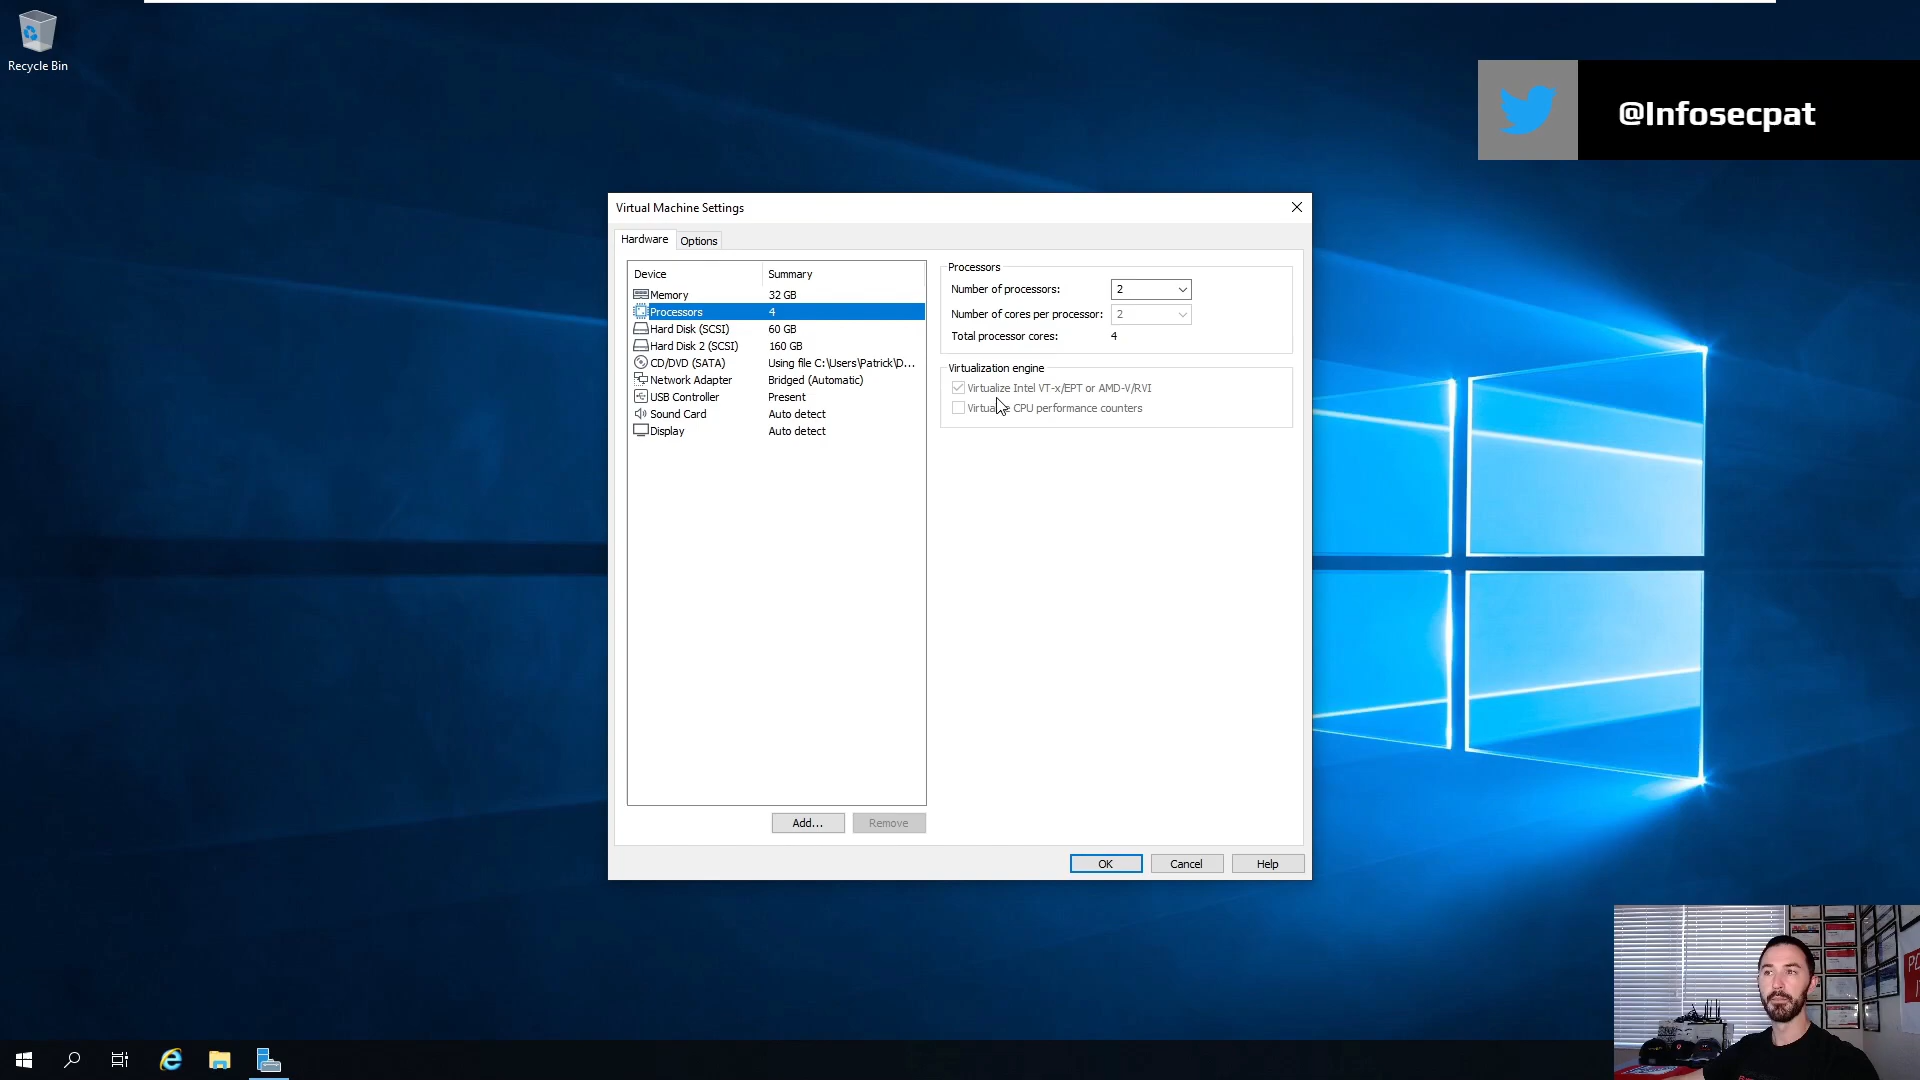 Recycle Bin
@Infosecpat
Virtual Machine Settings
Hardware
Options
Device Summary
Memory 32 GB
Processors 4
Hard Disk (SCSI) 60 GB
Hard Disk 2 (SCSI) 160 GB
CD/DVD (SATA) Using file C:\Users\Patrick\D...
Network Adapter Bridged (Automatic)
USB Controller Present
Sound Card Auto detect
Display Auto detect
Add...
Remove
Processors
Number of processors: 2
Number of cores per processor: 2
Total processor cores: 4
Virtualization engine
Virtualize Intel VT-x/EPT or AMD-V/RVI
CPU performance counters
OK
Cancel
Help